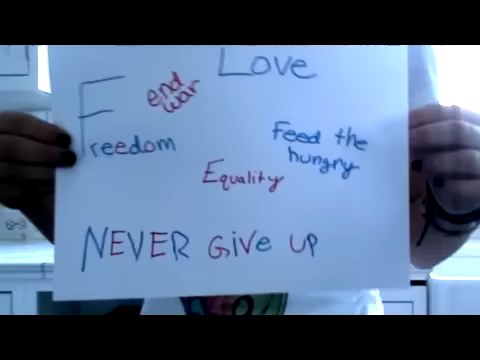 Love
end
war
Freedom
Feed the
hungry
Equality
NEVER GiVe UP